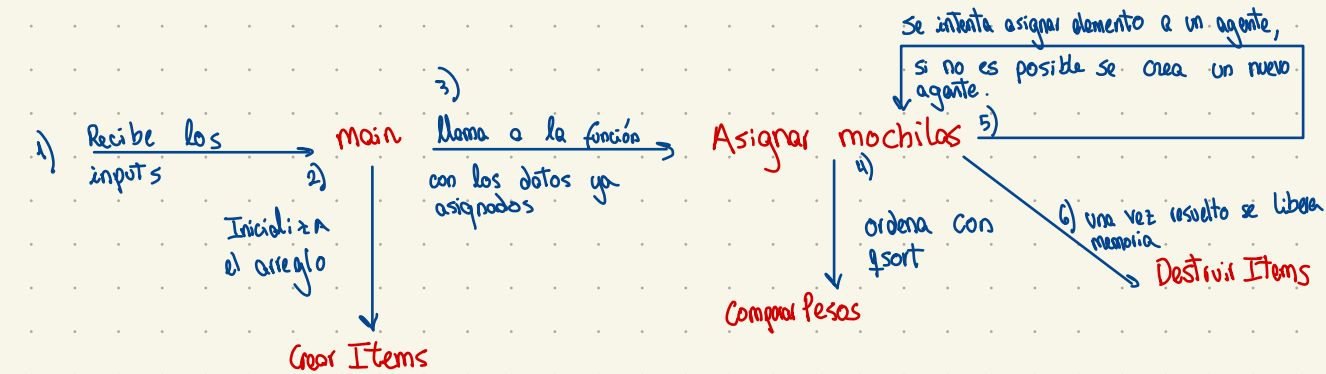 1) Recibe los
inputs
2)
main
Inicializa
el arreglo
Crear Items
3)
llama a la función
con los datos ya
asignados
Asignar mochilas
4)
ordena con
qsort
Comparar Pesos
5)
Se intenta asignar elemento a un agente,
si no es posible se crea un nuevo
agente.
6) una vez resuelto se libera
memoria
Destruir Items